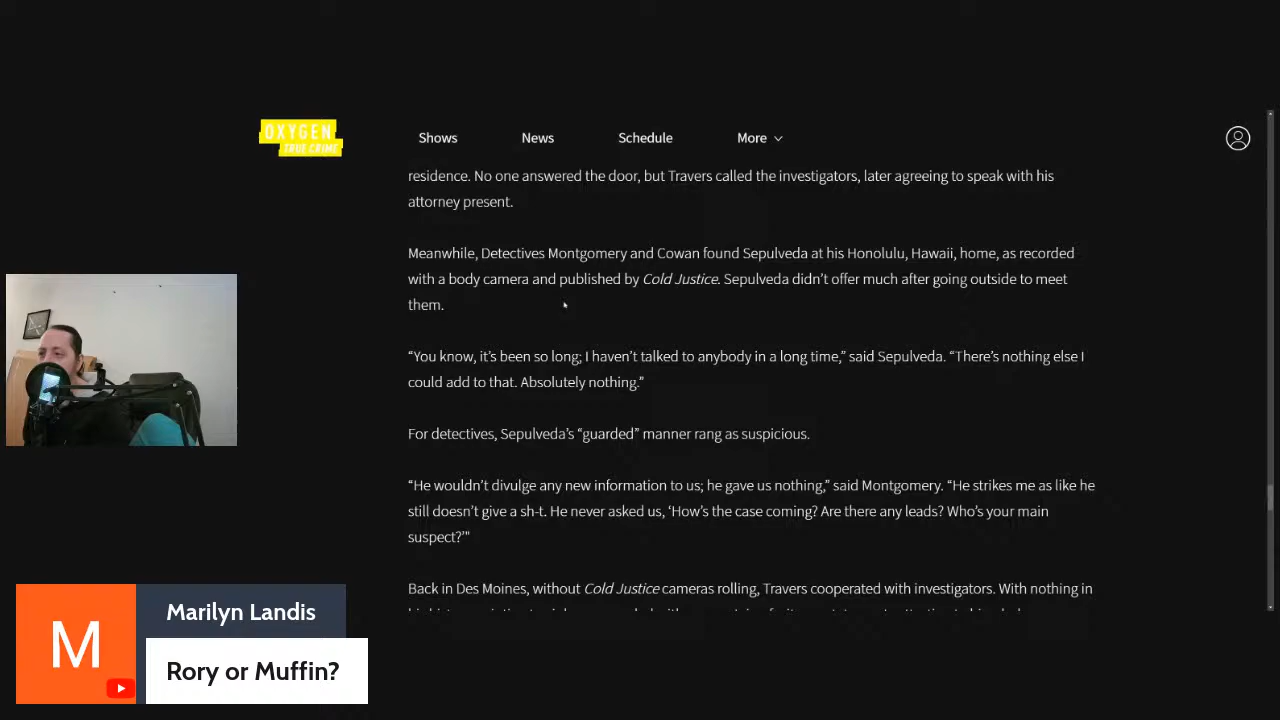 OXYGEN
TRUE CRIME
Shows
News
Schedule
More
residence. No one answered the door, but Travers called the investigators, later agreeing to speak with his
attorney present.
Meanwhile, Detectives Montgomery and Cowan found Sepulveda at his Honolulu, Hawaii, home, as recorded
with a body camera and published by Cold Justice. Sepulveda didn’t offer much after going outside to meet
them.
“You know, it’s been so long; I haven’t talked to anybody in a long time,” said Sepulveda. “There’s nothing else I
could add to that. Absolutely nothing.”
For detectives, Sepulveda’s “guarded” manner rang as suspicious.
“He wouldn’t divulge any new information to us; he gave us nothing,” said Montgomery. “He strikes me as like he
still doesn’t give a sh-t. He never asked us, ‘How’s the case coming? Are there any leads? Who’s your main
suspect?’"
Back in Des Moines, without Cold Justice cameras rolling, Travers cooperated with investigators. With nothing in
M
Marilyn Landis
Rory or Muffin?